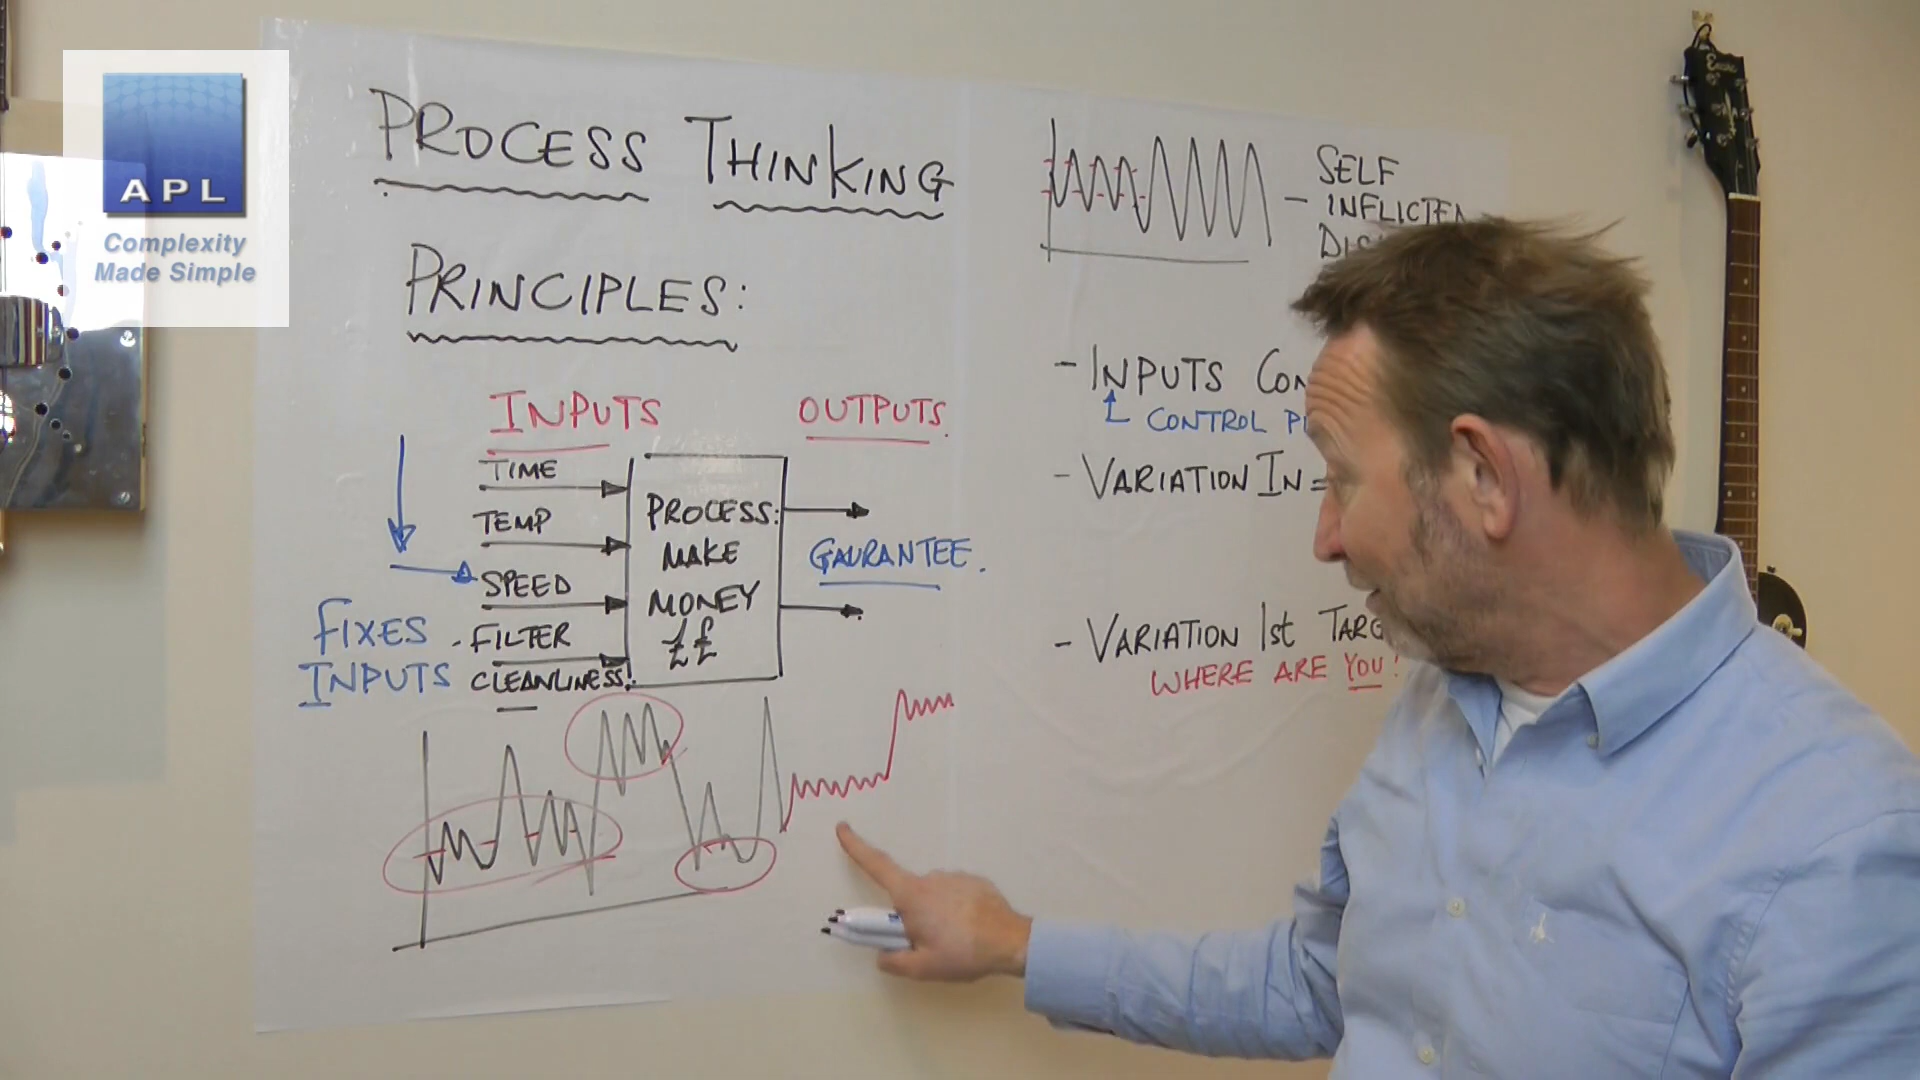 APL
Complexity
Made Simple
PROCESS THINKING
PRINCIPLES:
INPUTS
OUTPUTS.
TIME
TEMP
SPEED
FILTER
CLEANLINESS!
PROCESS:
MAKE
MONEY
££
GAURANTEE.
FIXES
INPUTS
- SELF
INFLICTED
- INPUTS
CONTROL
- VARIATION IN =
- VARIATION 1st
WHERE ARE YOU!